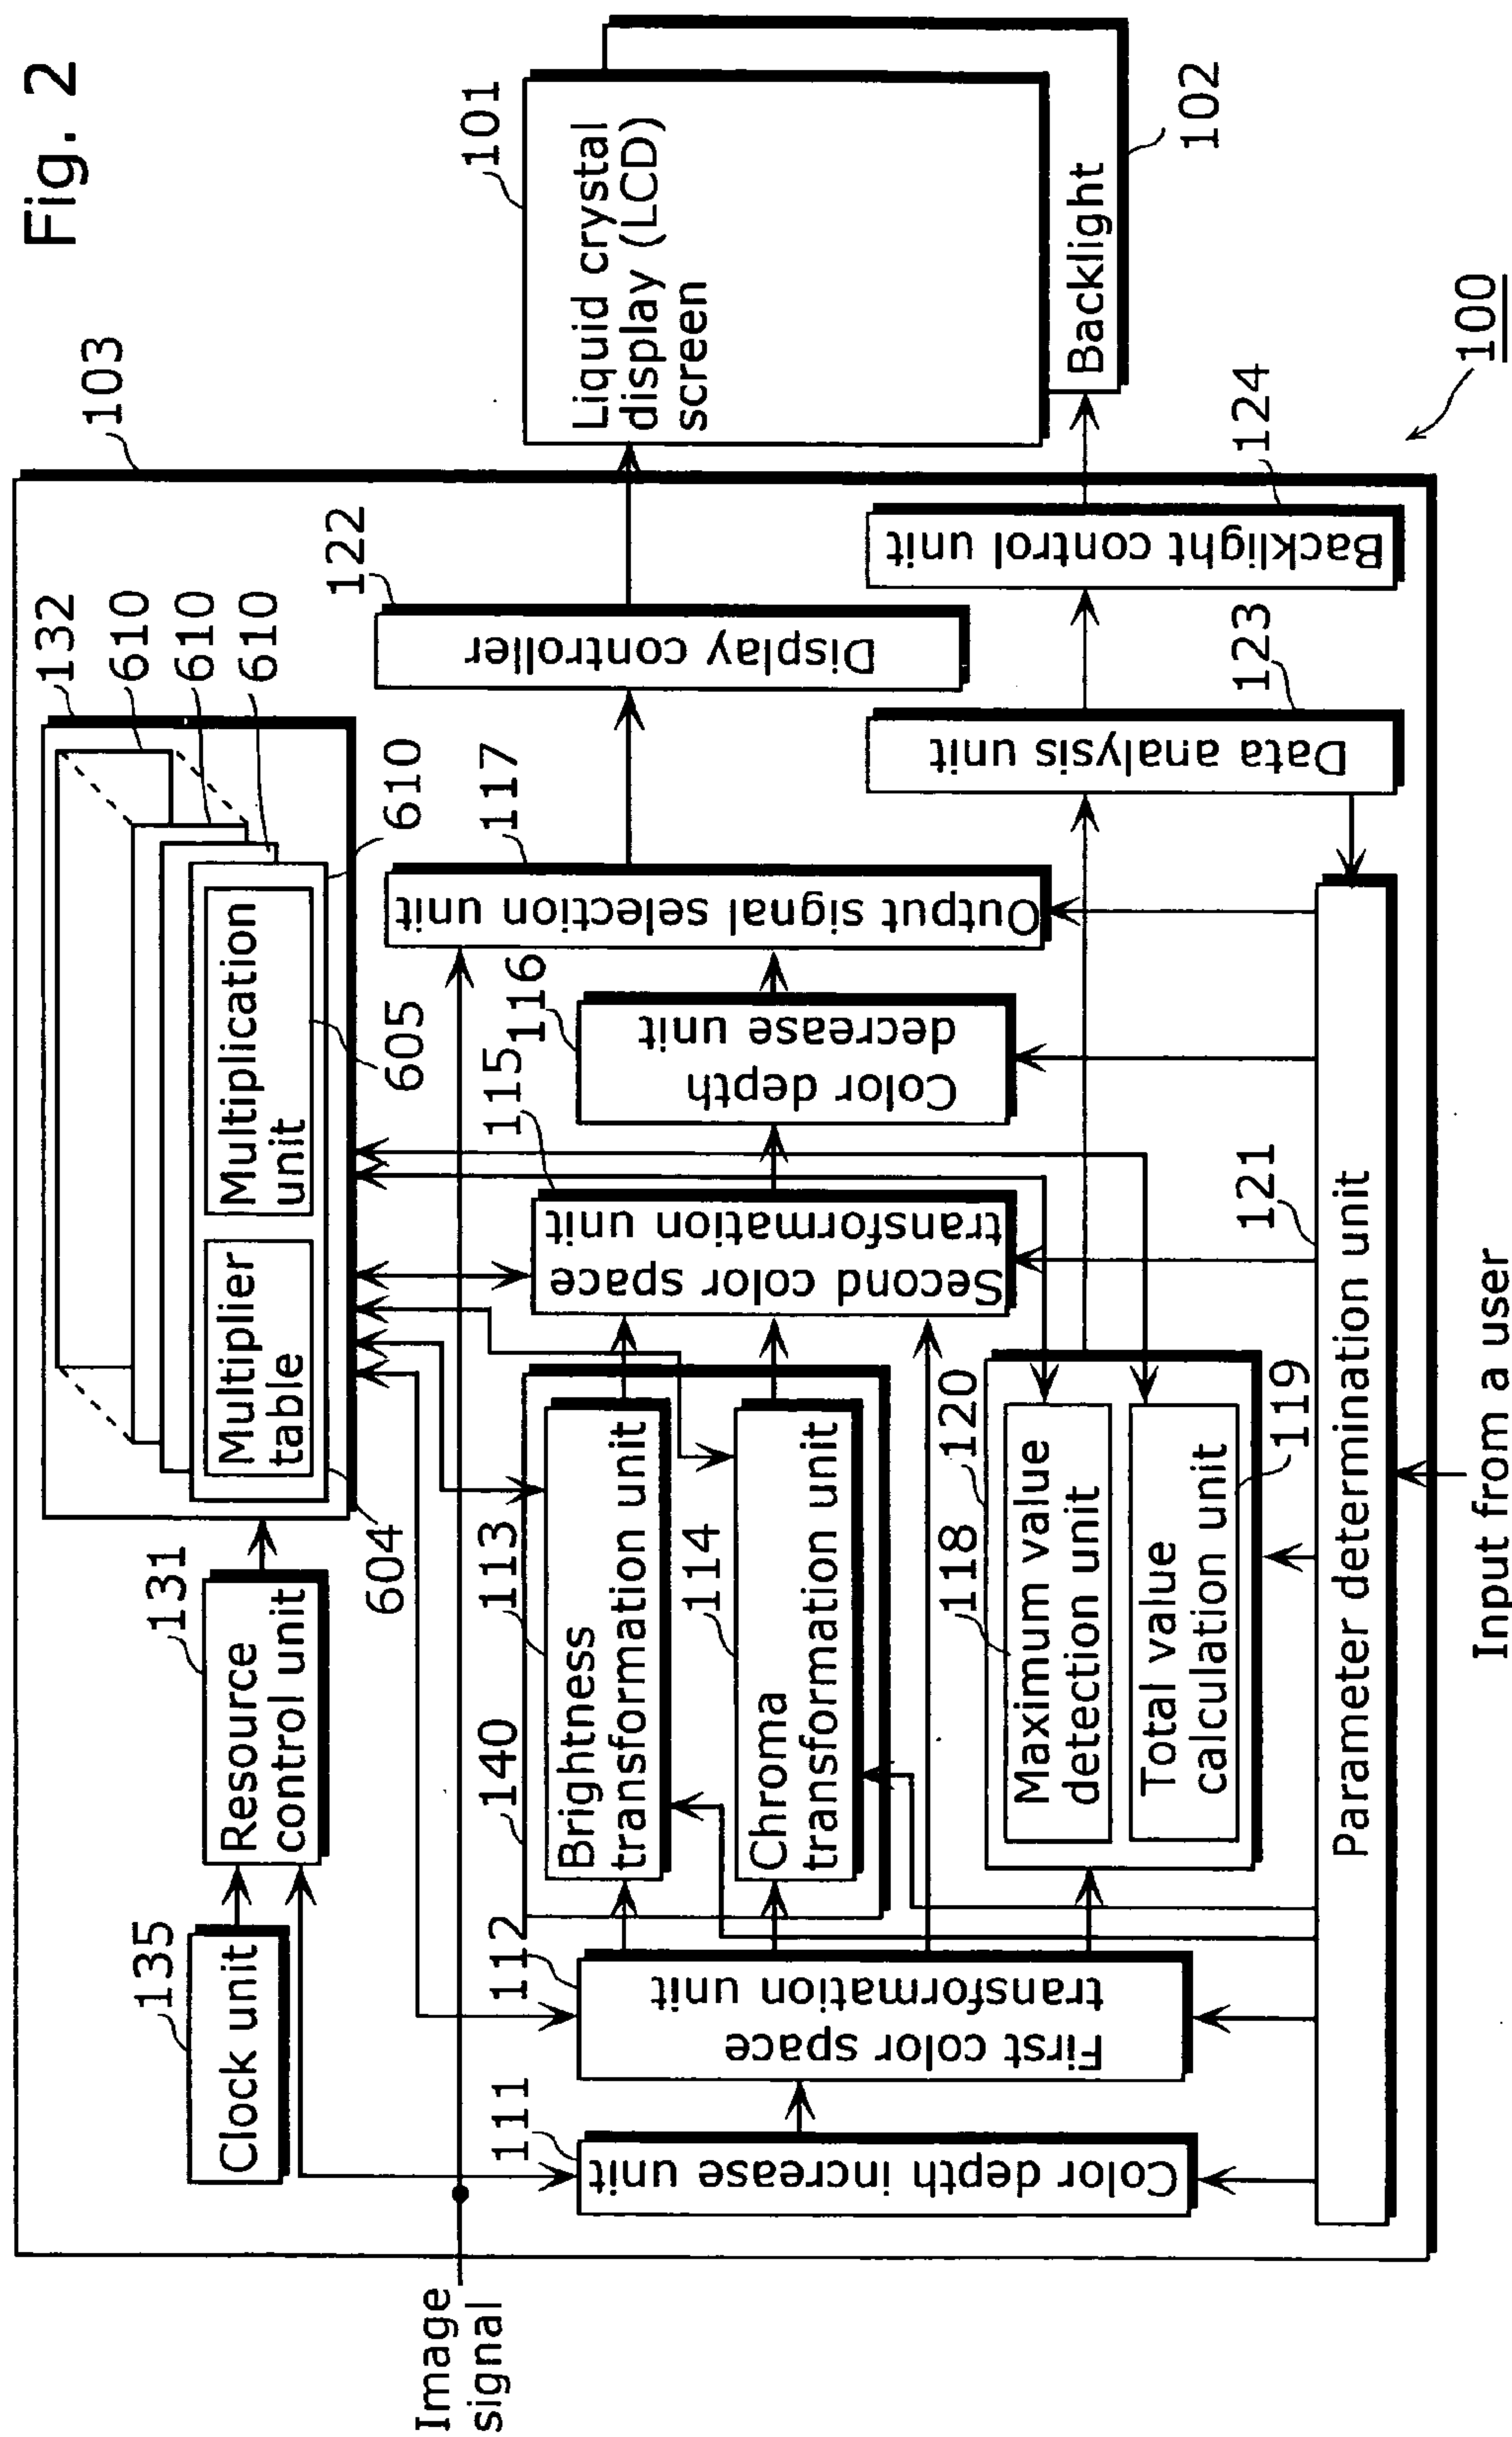 Fig. 2
103
132
610
610
610
135
131
Clock unit
Resource
control unit
Multiplier
table
Multiplication
unit
604
605
610
122
101
Image
signal
111
112
140
113
115
116
117
Color depth increase unit
First color space
transformation unit
Brightness
transformation unit
114
Chroma
transformation unit
Second color space
transformation unit
Color depth
decrease unit
Output signal selection unit
Display controller
Liquid crystal
display (LCD)
screen
118
120
Maximum value
detection unit
Total value
calculation unit
119
Data analysis unit
Backlight control unit
Backlight
102
121
123
124
Parameter determination unit
Input from a user
100